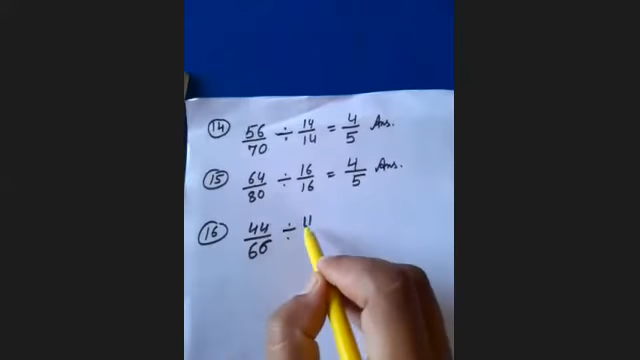 14 56/70 ÷ 14/14 = 4/5 Ans.
15 64/80 ÷ 16/16 = 4/5 Ans.
16 44/66 ÷ 11